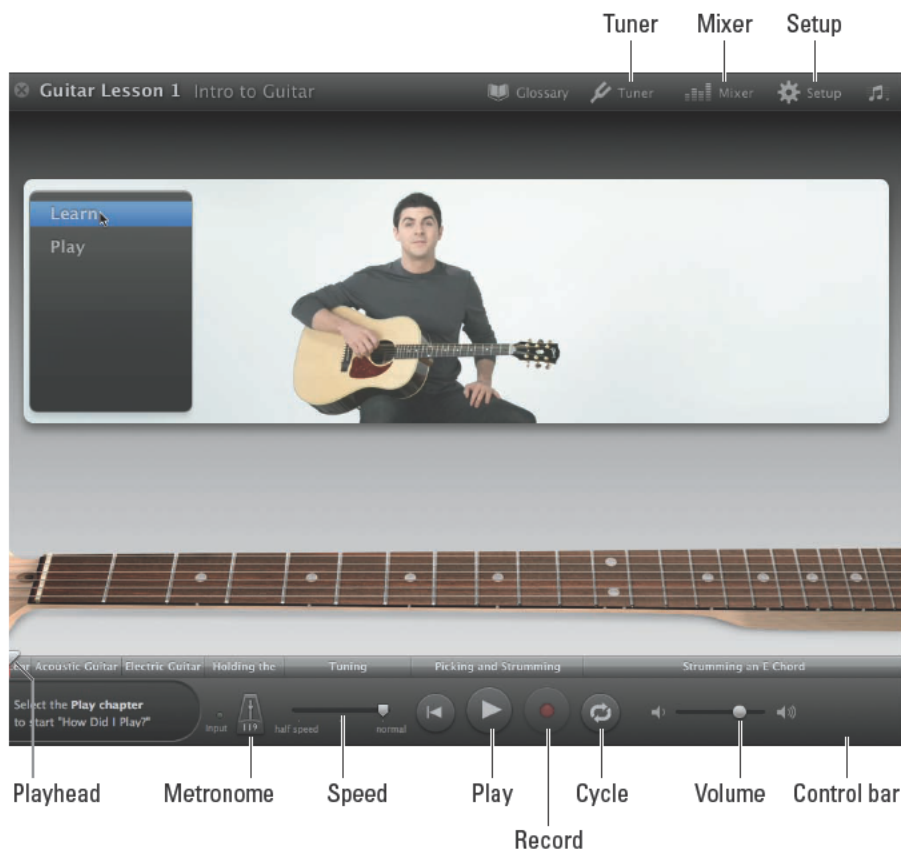 Tuner Mixer Setup
Guitar Lesson 1 Intro to Guitar Glossary Tuner Mixer Setup
Learn
Play
Acoustic Guitar Electric Guitar Holding the Tuning Picking and Strumming Strumming an E Chord
Select the Play chapter
to start "How Did I Play?"
input 119 half speed normal
Playhead Metronome Speed Play Cycle Volume Control bar
Record